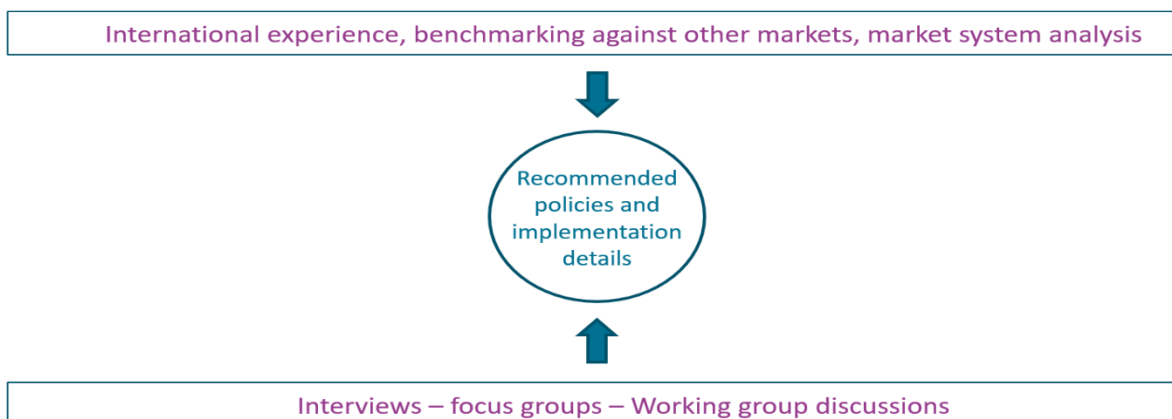 International experience, benchmarking against other markets, market system analysis
Recommended
policies and
implementation
details
Interviews – focus groups – Working group discussions